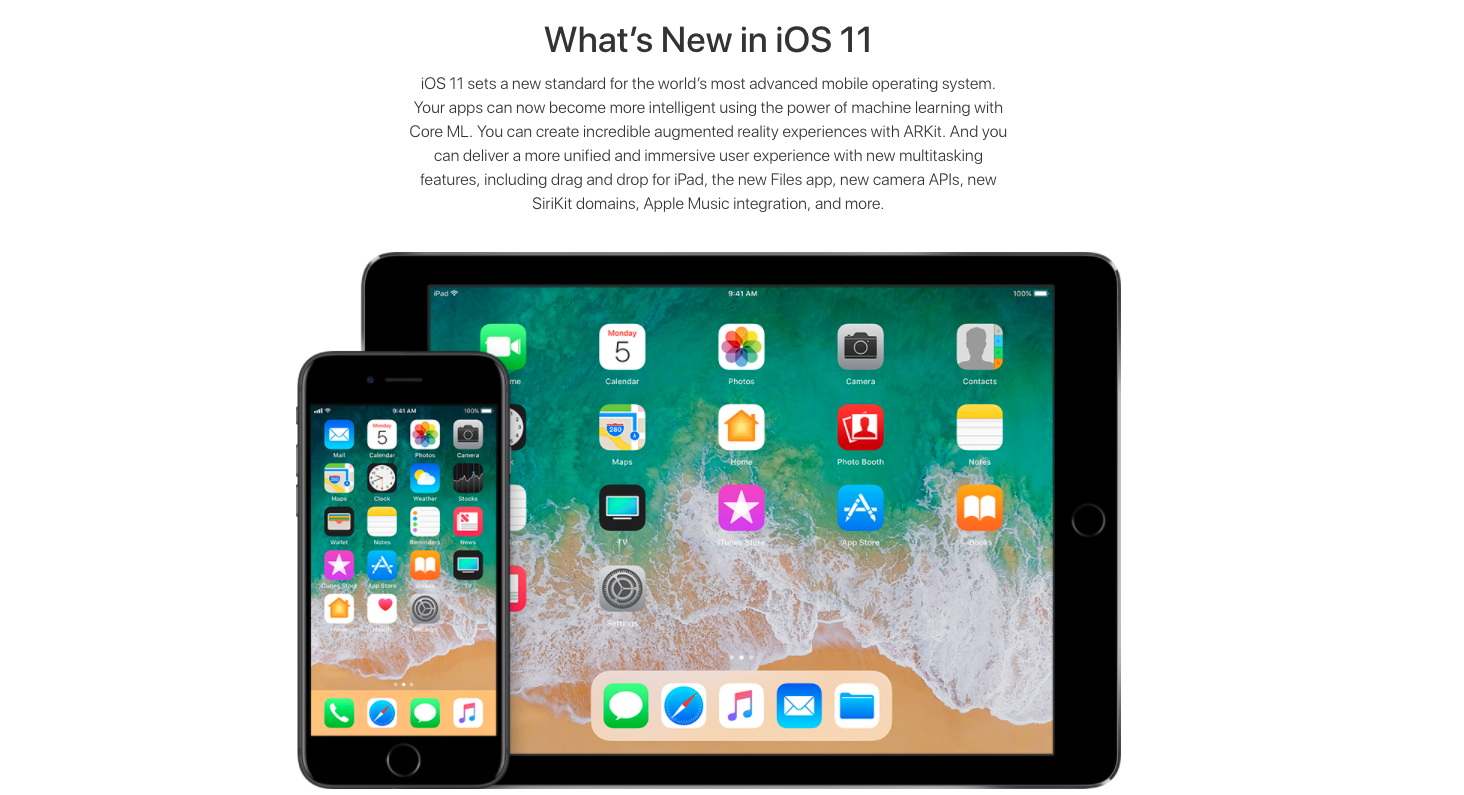 What's New in iOS 11
iOS 11 sets a new standard for the world's most advanced mobile operating system.
Your apps can now become more intelligent using the power of machine learning with
Core ML. You can create incredible augmented reality experiences with ARKit. And you
can deliver a more unified and immersive user experience with new multitasking
features, including drag and drop for iPad, the new Files app, new camera APIs, new
SiriKit domains, Apple Music integration, and more.
iPad 9:41 AM 100%
Monday
5
me Calendar Photos Camera Contacts
280
k Maps Home Photo Booth Notes
ers TV iTunes Store App Store iBooks
Settings
9:41 AM 100%
Monday
5
Mail Calendar Photos Camera
280
Maps Clock Weather Stocks
Wallet Notes Reminders News
iTunes Store App Store TV